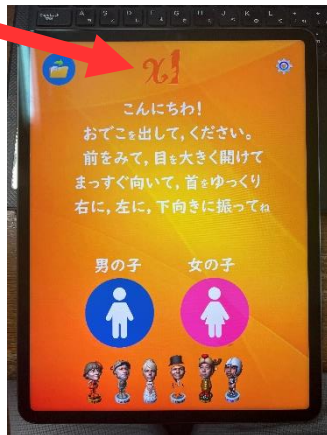 x1
こんにちわ!
おでこを出して,ください。
前をみて,目を大きく開けて
まっすぐ向いて,首をゆっくり
右に,左に,下向きに振ってね
男の子 女の子